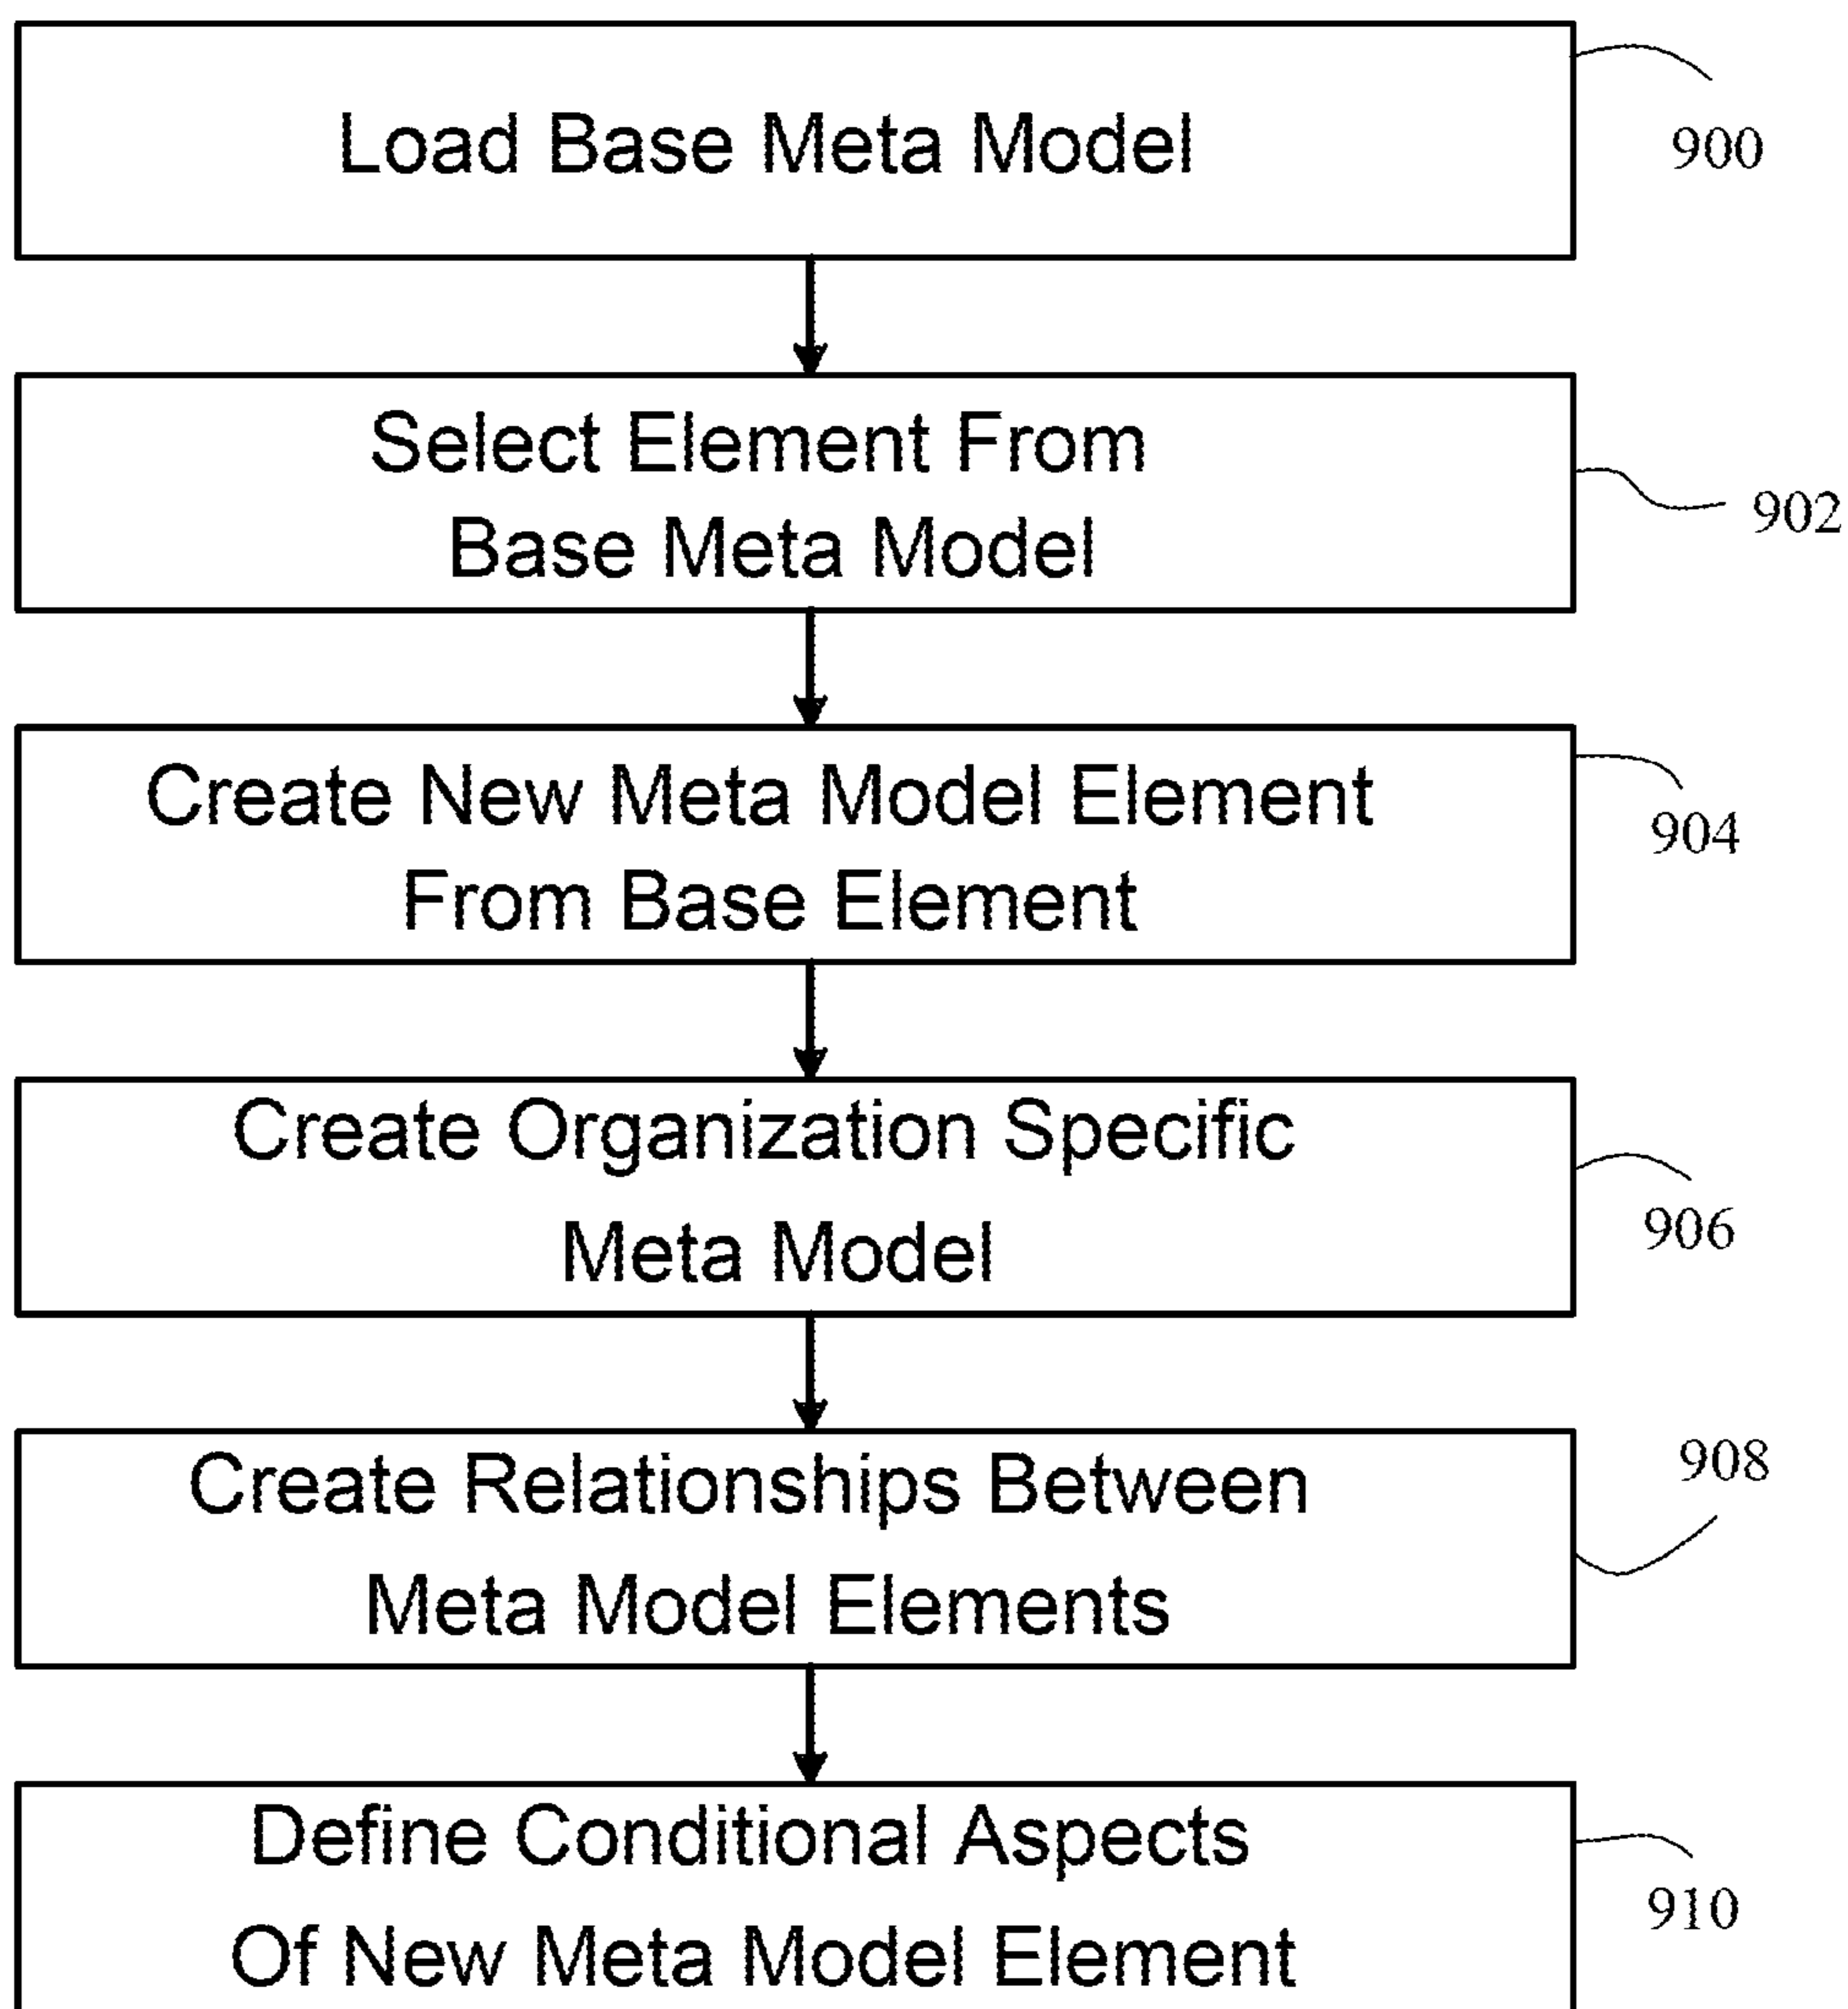 Load Base Meta Model
900
Select Element From
Base Meta Model
902
Create New Meta Model Element
From Base Element
904
Create Organization Specific
Meta Model
906
Create Relationships Between
Meta Model Elements
908
Define Conditional Aspects
Of New Meta Model Element
910